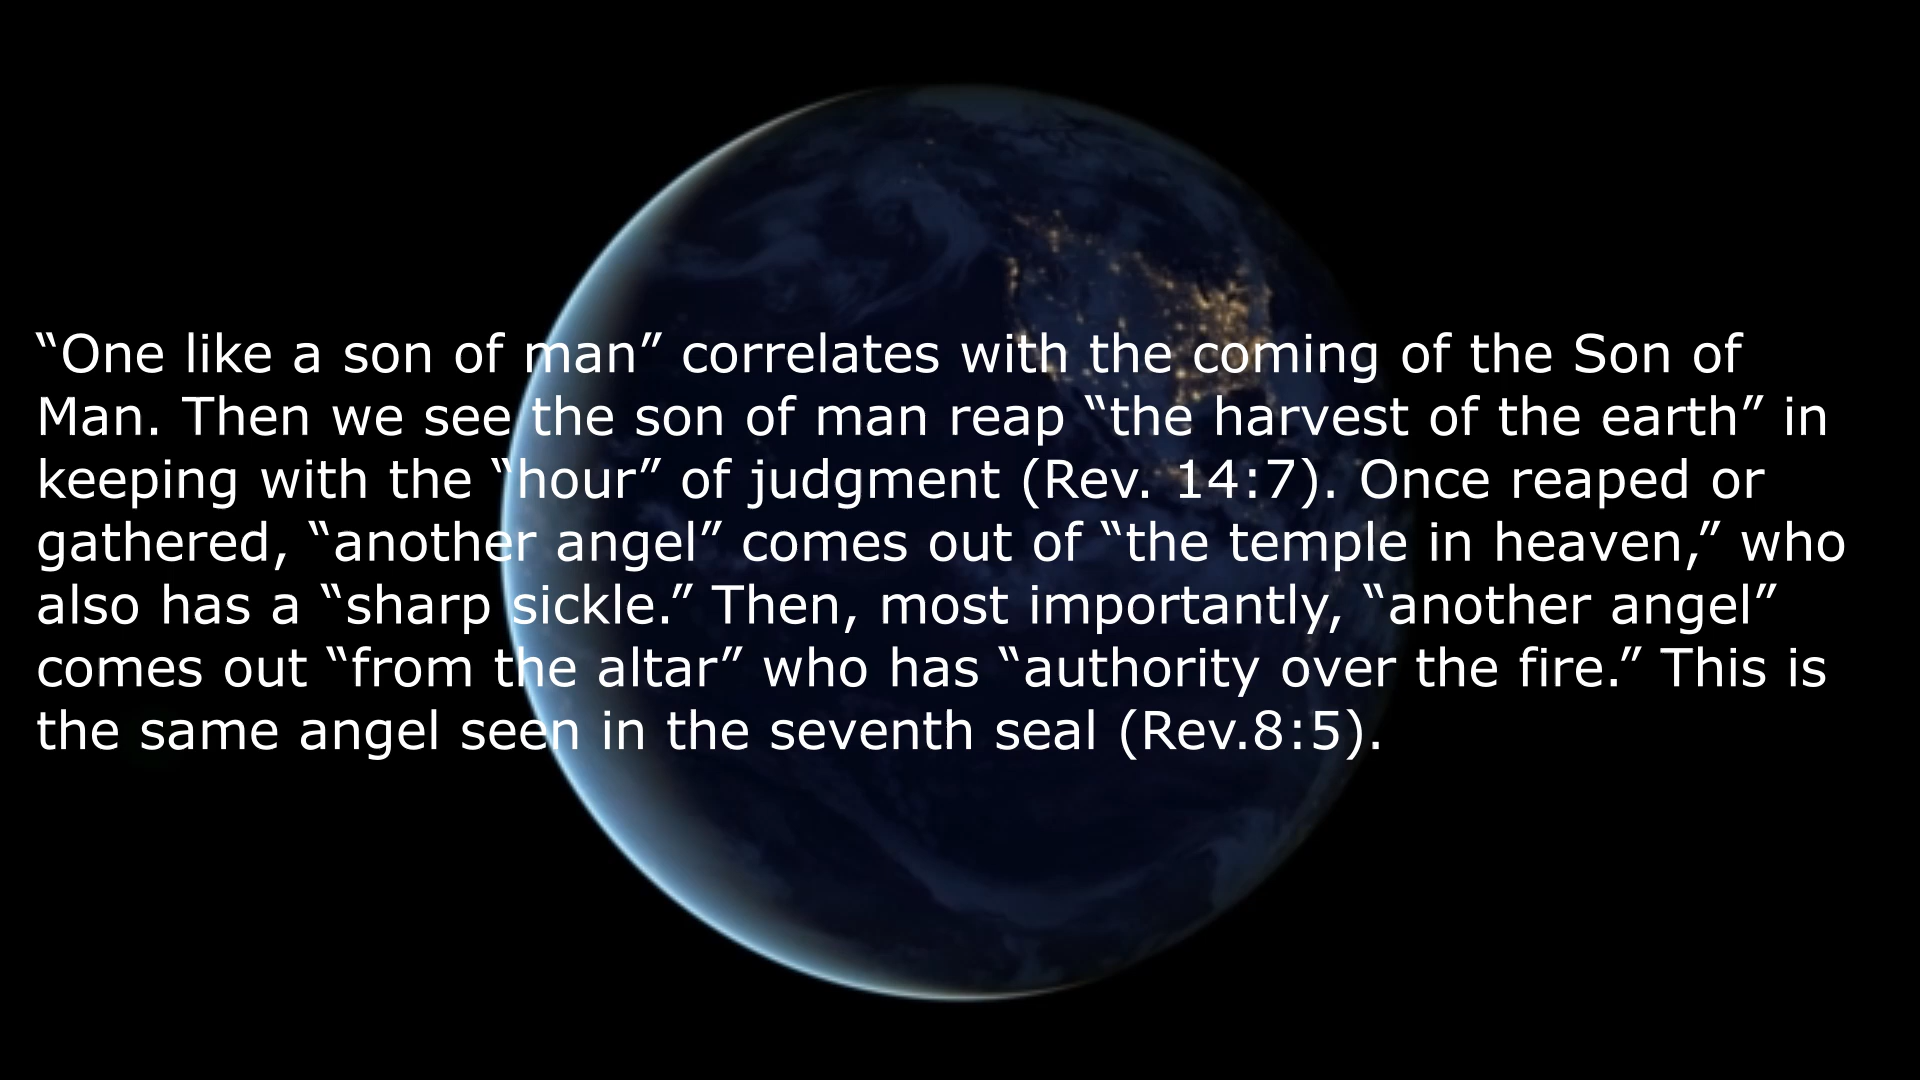 “One like a son of man” correlates with the coming of the Son of
Man. Then we see the son of man reap “the harvest of the earth” in
keeping with the “hour” of judgment (Rev. 14:7). Once reaped or
gathered, “another angel” comes out of “the temple in heaven,” who
also has a “sharp sickle.” Then, most importantly, “another angel”
comes out “from the altar” who has “authority over the fire.” This is
the same angel seen in the seventh seal (Rev.8:5).